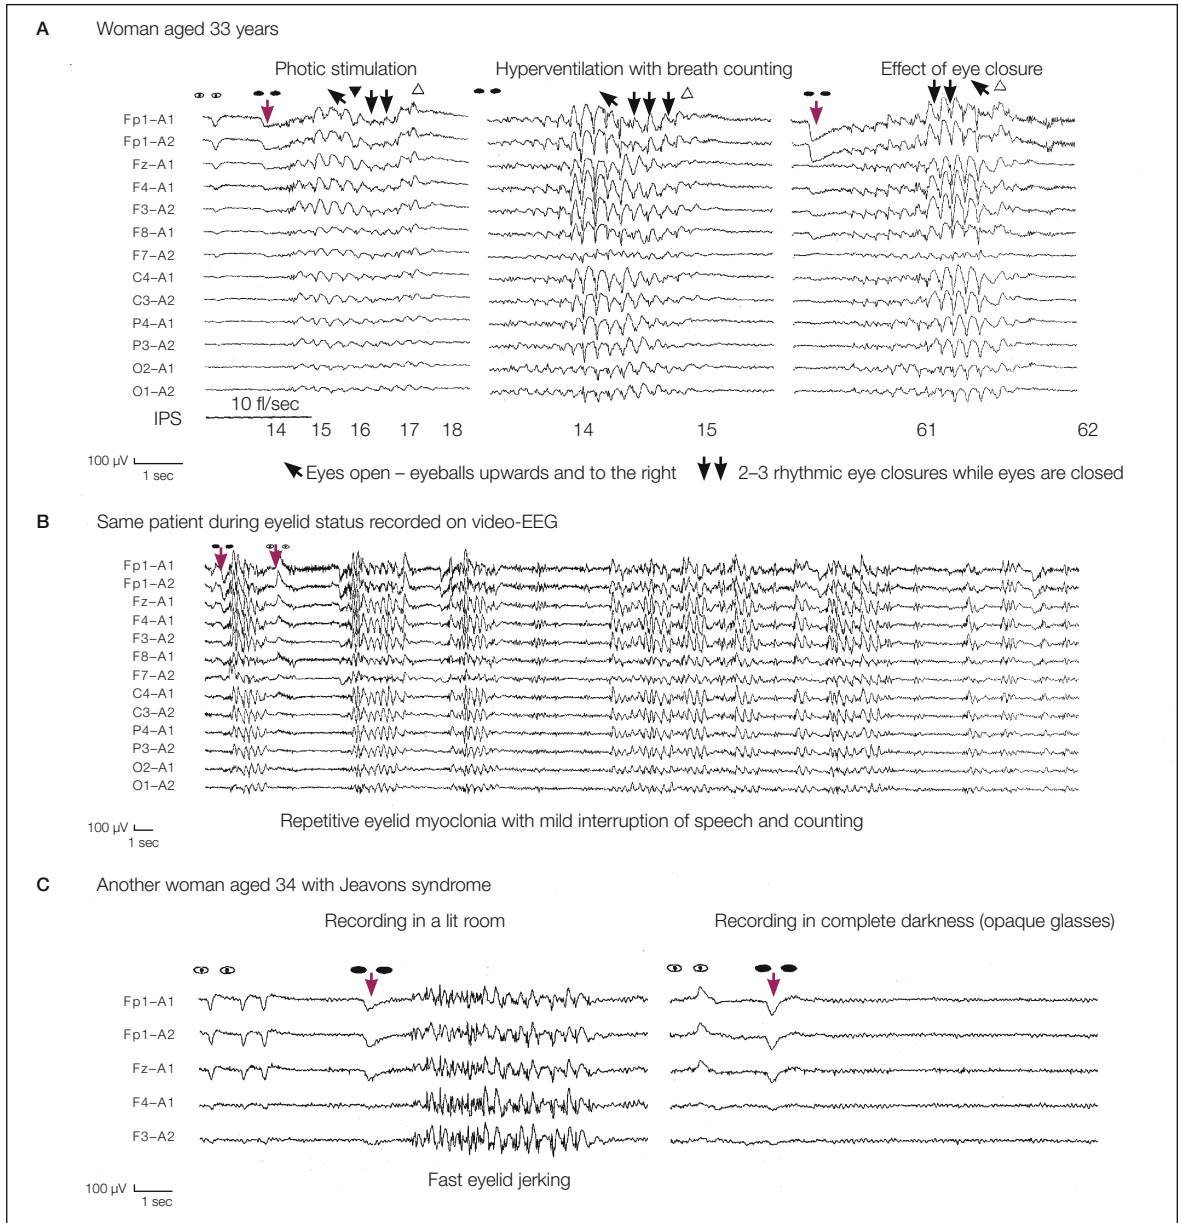 A Woman aged 33 years
Photic stimulation Hyperventilation with breath counting Effect of eye closure
Fp1–A1
Fp1–A2
Fz–A1
F4–A1
F3–A2
F8–A1
F7–A2
C4–A1
C3–A2
P4–A1
P3–A2
O2–A1
O1–A2
10 fl/sec
IPS
14 15 16 17 18 14 15 61 62
100 µV
1 sec
Eyes open – eyeballs upwards and to the right 2–3 rhythmic eye closures while eyes are closed
B Same patient during eyelid status recorded on video-EEG
Fp1–A1
Fp1–A2
Fz–A1
F4–A1
F3–A2
F8–A1
F7–A2
C4–A1
C3–A2
P4–A1
P3–A2
O2–A1
O1–A2
100 µV
1 sec
Repetitive eyelid myoclonia with mild interruption of speech and counting
C Another woman aged 34 with Jeavons syndrome
Recording in a lit room Recording in complete darkness (opaque glasses)
Fp1–A1
Fp1–A2
Fz–A1
F4–A1
F3–A2
100 µV
1 sec
Fast eyelid jerking